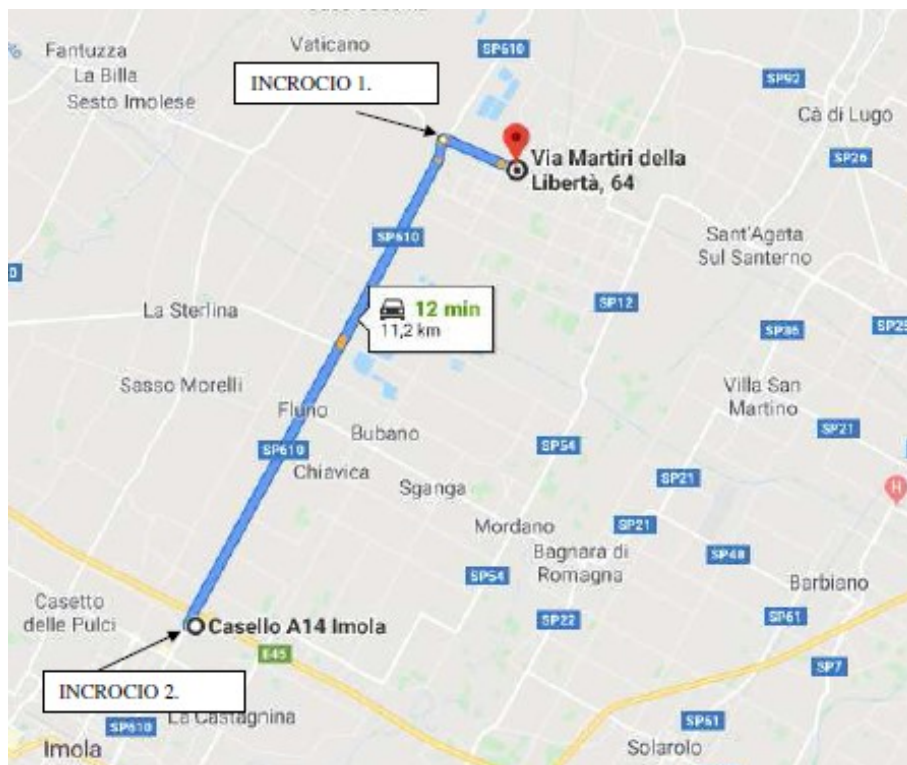 Vaticano
SP610
Fantuzza
La Billa
Sesto Imolese
INCROCIO 1.
SP92
Cà di Lugo
SP26
Via Martiri della
Libertà, 64
SP610
Sant'Agata
Sul Santerno
12 min
11,2 km
La Sterlina
SP12
SP36
Sasso Morelli
Villa San
Martino
Fluno
Bubano
SP21
SP610
SP54
Chiavica
SP21
Sganga
H
Mordano
SP21
Bagnara di
Romagna
SP48
SP54
Barbiano
Casetto
delle Pulci
Casello A14 Imola
SP22
SP61
E45
SP7
INCROCIO 2.
La Castagnina
SP610
SP61
Imola
Solarolo